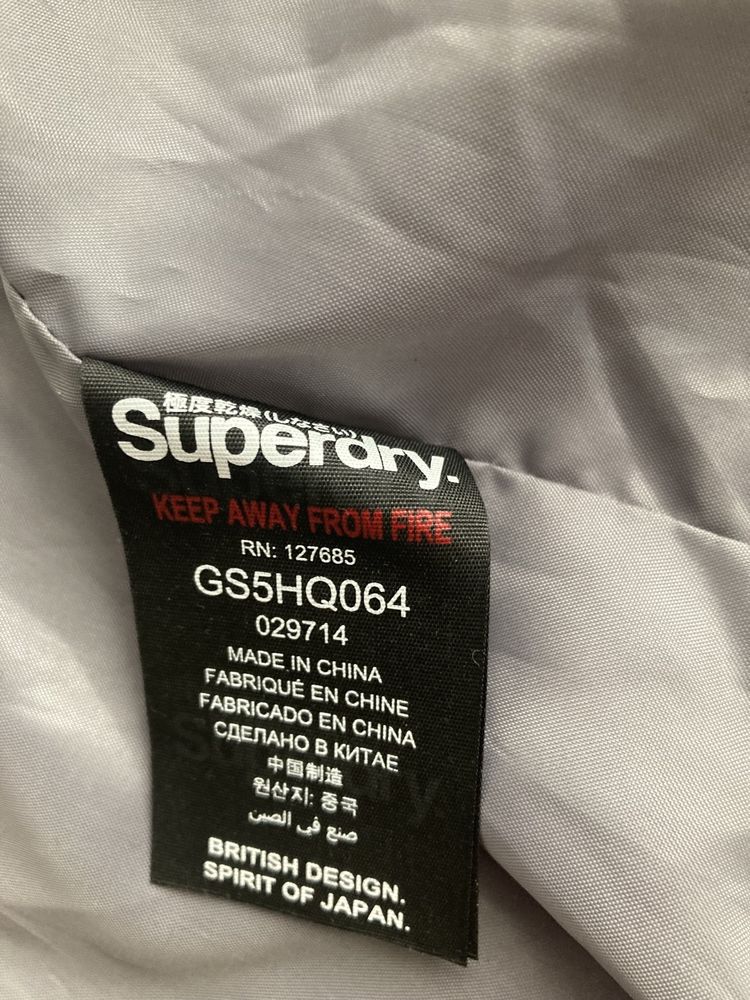 極度乾燥(しなさい)
Superdry.
KEEP AWAY FROM FIRE
RN: 127685
GS5HQ064
029714
MADE IN CHINA
FABRIQUÉ EN CHINE
FABRICADO EN CHINA
СДЕЛАНО В КИТАЕ
中国制造
원산지: 중국
صنع في الصين
BRITISH DESIGN.
SPIRIT OF JAPAN.